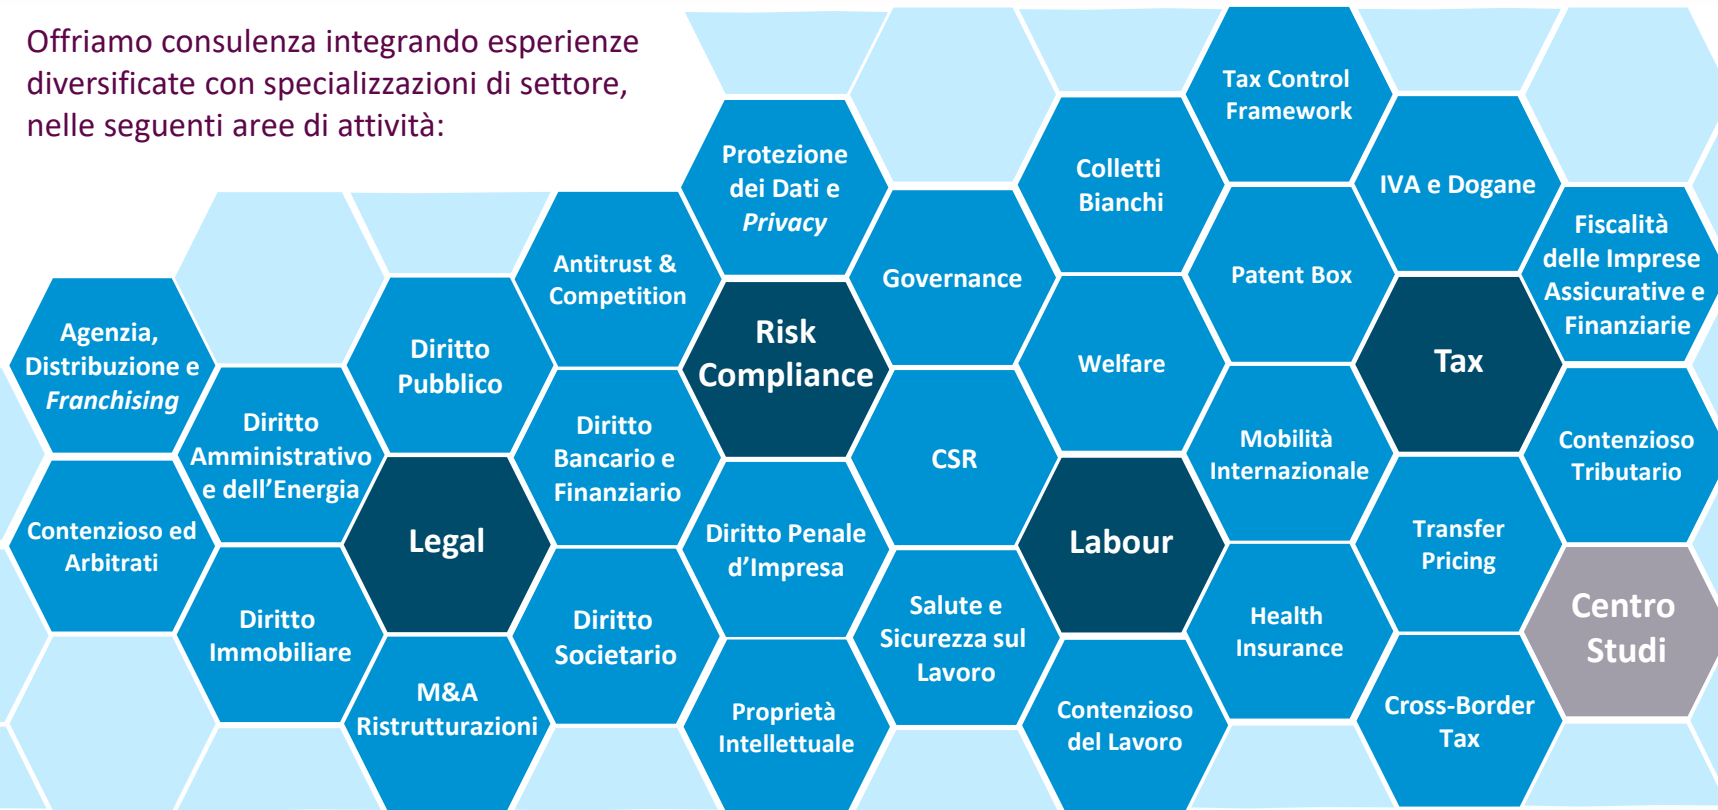 Offriamo consulenza integrando esperienze
diversificate con specializzazioni di settore,
nelle seguenti aree di attività:
Agenzia,
Distribuzione e
Franchising
Contenzioso ed
Arbitrati
Diritto
Amministrativo
e dell'Energia
Diritto
Immobiliare
Diritto
Pubblico
Legal
M&A
Ristrutturazioni
Antitrust &
Competition
Diritto
Bancario e
Finanziario
Diritto
Societario
Protezione
dei Dati e
Privacy
Risk
Compliance
Diritto Penale
d'Impresa
Proprietà
Intellettuale
Governance
CSR
Salute e
Sicurezza sul
Lavoro
Colletti
Bianchi
Welfare
Labour
Contenzioso
del Lavoro
Tax Control
Framework
Patent Box
Mobilità
Internazionale
Health
Insurance
IVA e Dogane
Tax
Transfer
Pricing
Cross-Border
Tax
Fiscalità
delle Imprese
Assicurative e
Finanziarie
Contenzioso
Tributario
Centro
Studi